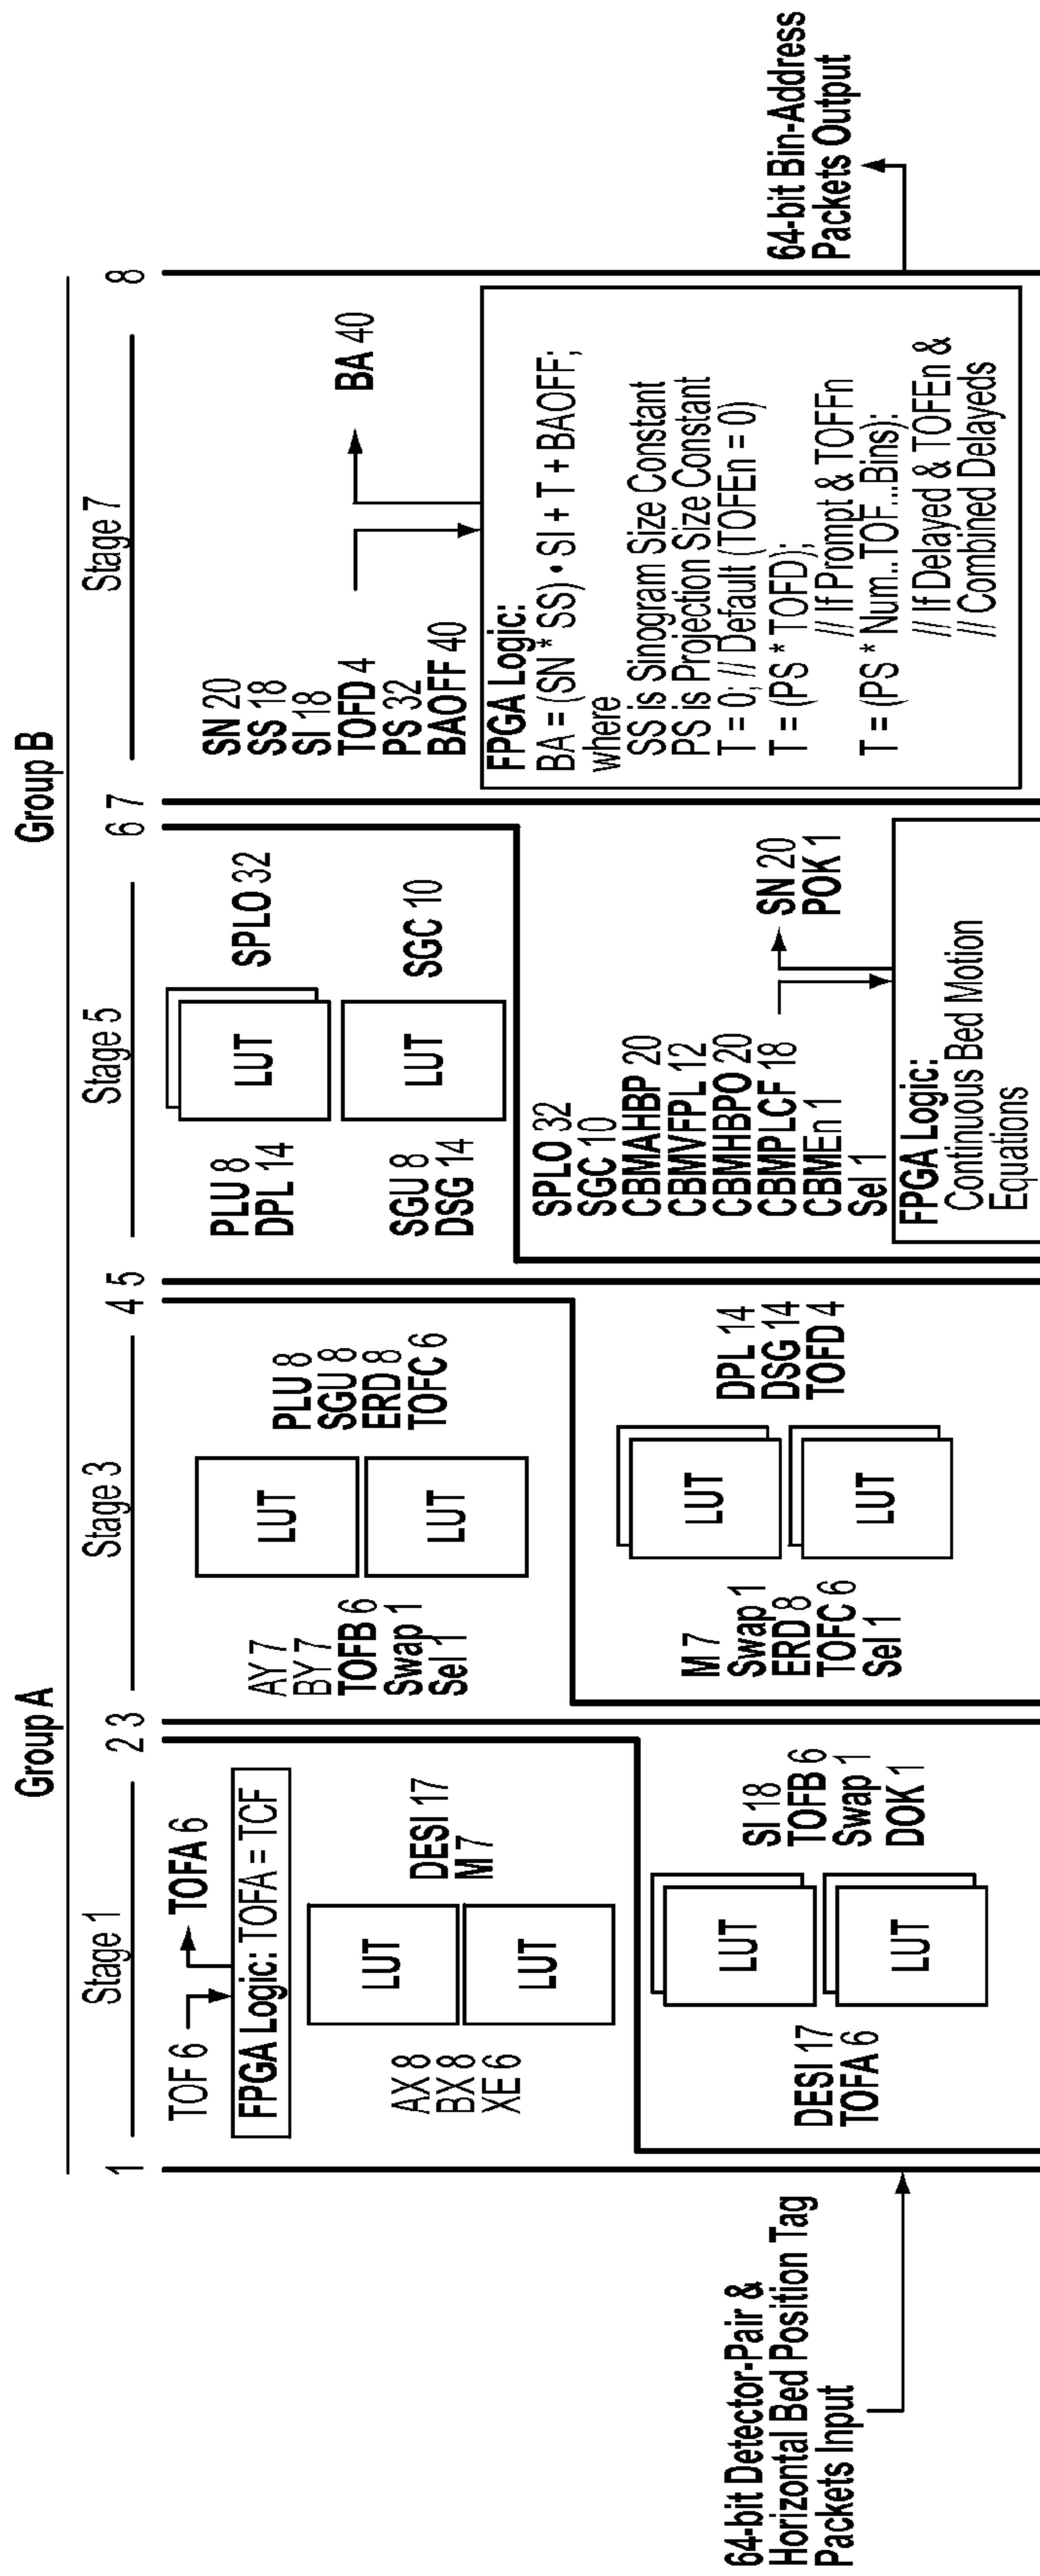 Group A
Group B
Stage 1
Stage 3
Stage 5
Stage 7
1
2 3
4 5
6 7
8
64-bit Detector-Pair &
Horizontal Bed Position Tag
Packets Input
TOF 6
TOFA 6
FPGA Logic: TOFA = TCF
AX 8
BX 8
XE 6
LUT
LUT
DESI 17
M 7
DESI 17
TOFA 6
LUT
LUT
SI 18
TOFB 6
Swap 1
DOK 1
AY 7
BY 7
TOFB 6
Swap 1
Sel 1
LUT
LUT
PLU 8
SGU 8
ERD 8
TOFC 6
M 7
Swap 1
ERD 8
TOFC 6
Sel 1
LUT
LUT
DPL 14
DSG 14
TOFD 4
PLU 8
DPL 14
LUT
SPLO 32
SGU 8
DSG 14
LUT
SGC 10
SPLO 32
SGC 10
CBMAHBP 20
CBMVFPL 12
CBMHBPO 20
CBMPLCF 18
CBMEn 1
Sel 1
SN 20
POK 1
FPGA Logic:
Continuous Bed Motion
Equations
SN 20
SS 18
SI 18
TOFD 4
PS 32
BAOFF 40
BA 40
FPGA Logic:
BA = (SN * SS) • SI + T + BAOFF;
where
SS is Sinogram Size Constant
PS is Projection Size Constant
T = 0; // Default (TOFEn = 0)
T = (PS * TOFD);
// If Prompt & TOFFn
T = (PS * Num..TOF...Bins);
// If Delayed & TOFEn &
// Combined Delayeds
64-bit Bin-Address
Packets Output